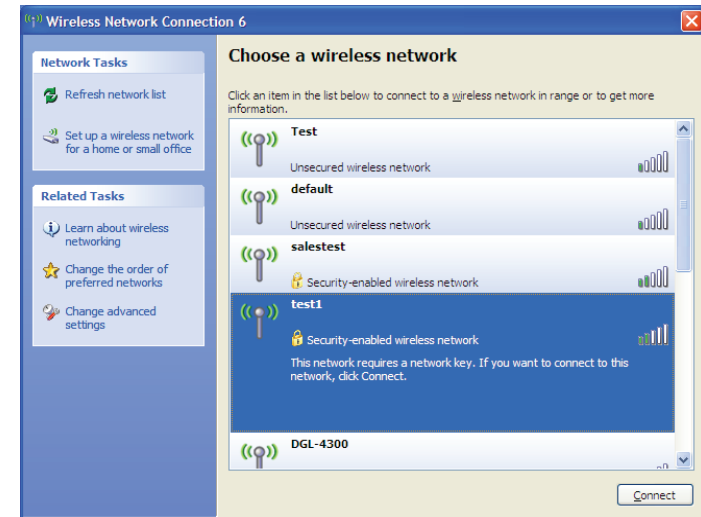 Wireless Network Connection 6
Network Tasks
Refresh network list
Set up a wireless network
for a home or small office
Related Tasks
Learn about wireless
networking
Change the order of
preferred networks
Change advanced
settings
Choose a wireless network
Click an item in the list below to connect to a wireless network in range or to get more
information.
Test
Unsecured wireless network
default
Unsecured wireless network
salestest
Security-enabled wireless network
test1
Security-enabled wireless network
This network requires a network key. If you want to connect to this
network, click Connect.
DGL-4300
Connect